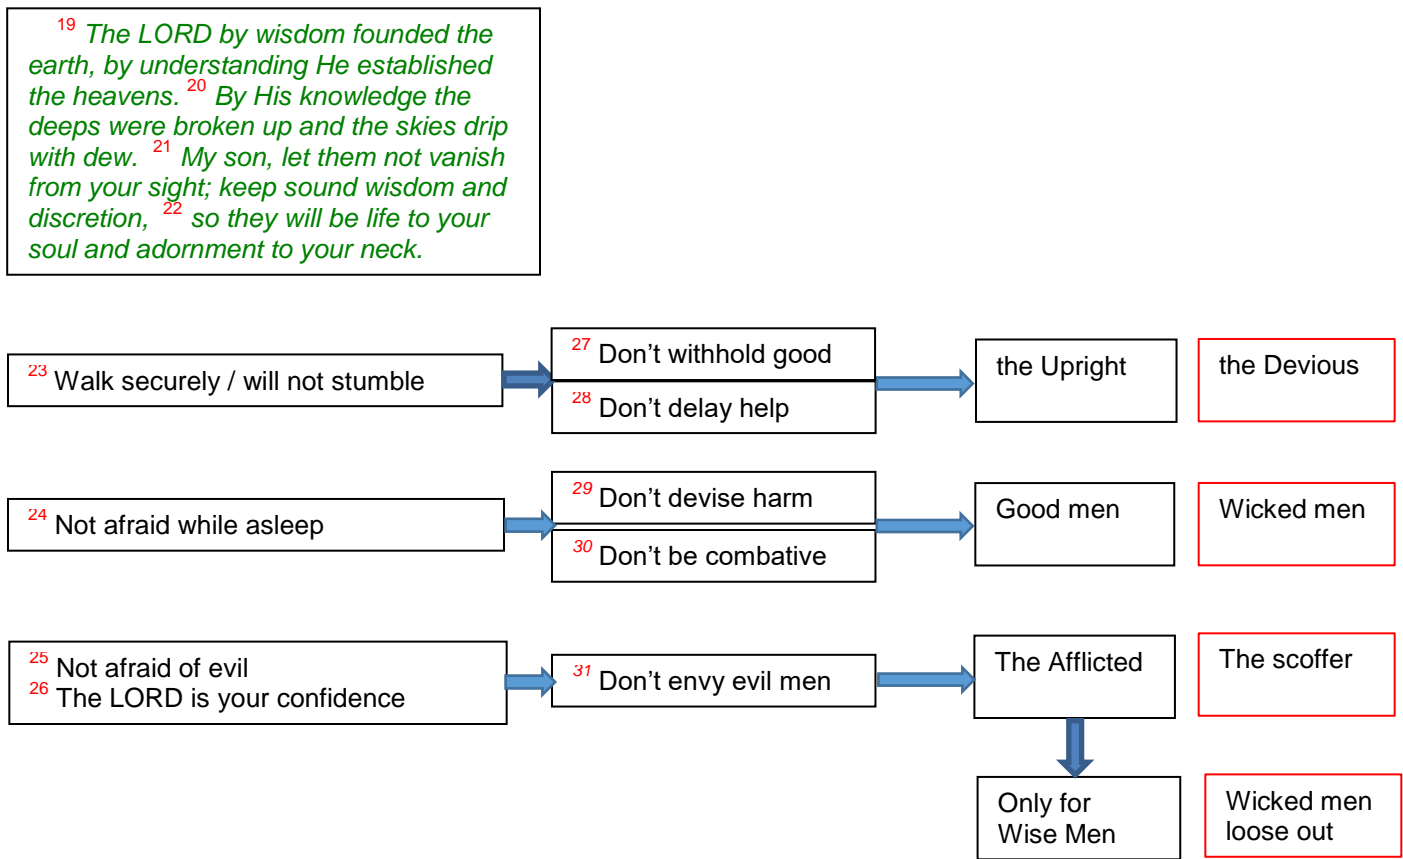 19 The LORD by wisdom founded the
earth, by understanding He established
the heavens. 20 By His knowledge the
deeps were broken up and the skies drip
with dew. 21 My son, let them not vanish
from your sight; keep sound wisdom and
discretion, 22 so they will be life to your
soul and adornment to your neck.
23 Walk securely / will not stumble
27 Don’t withhold good
28 Don’t delay help
the Upright
the Devious
24 Not afraid while asleep
29 Don’t devise harm
30 Don’t be combative
Good men
Wicked men
25 Not afraid of evil
26 The LORD is your confidence
31 Don’t envy evil men
The Afflicted
The scoffer
Only for
Wise Men
Wicked men
loose out